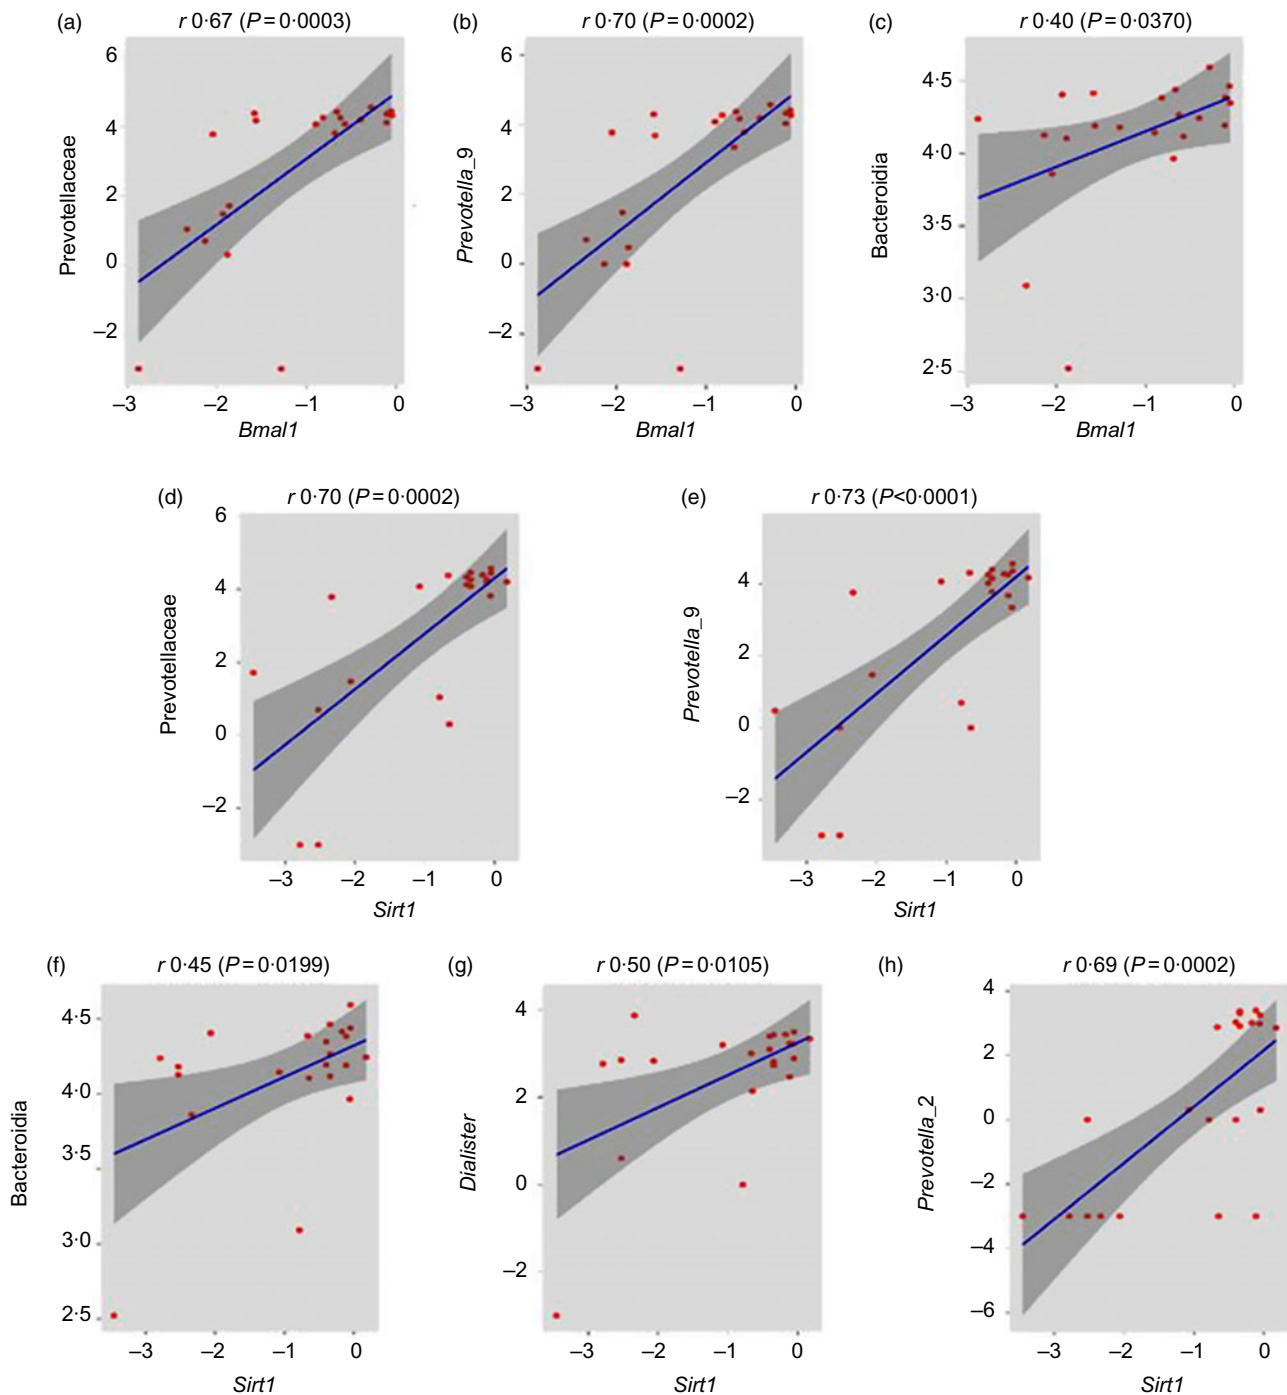 (a) r 0·67 (P = 0·0003)
6
4
2
0
–2
Prevotellaceae
–3 –2 –1 0
Bmal1
(b) r 0·70 (P = 0·0002)
6
4
2
0
–2
Prevotella_9
–3 –2 –1 0
Bmal1
(c) r 0·40 (P = 0·0370)
4·5
4·0
3·5
3·0
2·5
Bacteroidia
–3 –2 –1 0
Bmal1
(d) r 0·70 (P = 0·0002)
6
4
2
0
–2
Prevotellaceae
–3 –2 –1 0
Sirt1
(e) r 0·73 (P<0·0001)
4
2
0
–2
Prevotella_9
–3 –2 –1 0
Sirt1
(f) r 0·45 (P = 0·0199)
4·5
4·0
3·5
3·0
2·5
Bacteroidia
–3 –2 –1 0
Sirt1
(g) r 0·50 (P = 0·0105)
4
2
0
–2
Dialister
–3 –2 –1 0
Sirt1
(h) r 0·69 (P = 0·0002)
4
2
0
–2
–4
–6
Prevotella_2
–3 –2 –1 0
Sirt1